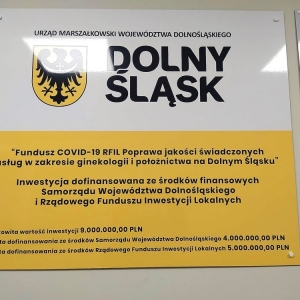 URZĄD MARSZAŁKOWSKI WOJEWÓDZTWA DOLNOŚLĄSKIEGO
DOLNY
ŚLĄSK
"Fundusz COVID-19 RFIL Poprawa jakości świadczonych
usług w zakresie ginekologii i położnictwa na Dolnym Śląsku"
Inwestycja dofinansowana ze środków finansowych
Samorządu Województwa Dolnośląskiego
i Rządowego Funduszu Inwestycji Lokalnych
wartość inwestycji 9.000.000,00 PLN
dofinansowania ze środków Samorządu Województwa Dolnośląskiego 4.000.000,00 PLN
dofinansowania ze środków Rządowego Funduszu Inwestycji Lokalnych 5.000.000,00 PLN